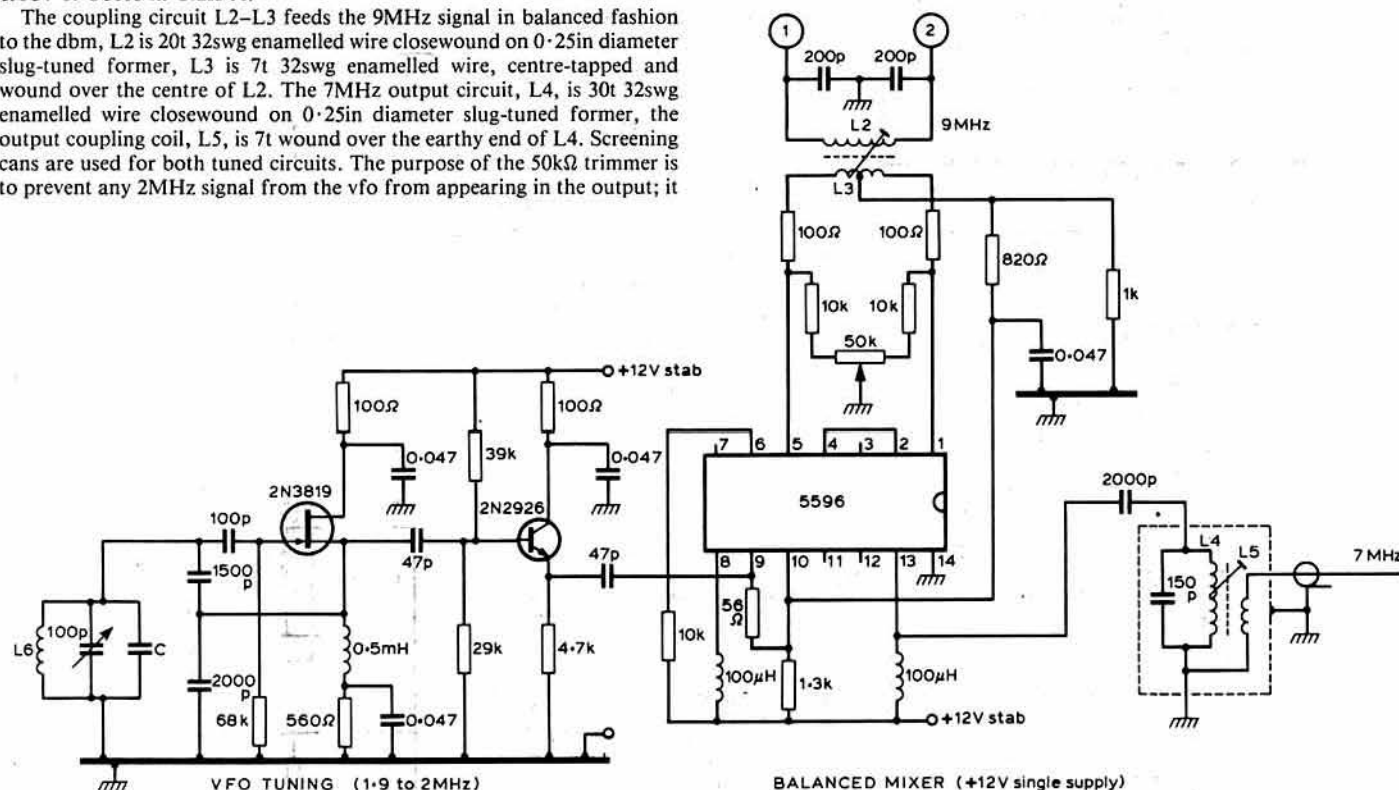 The coupling circuit L2–L3 feeds the 9MHz signal in balanced fashion
to the dbm, L2 is 20t 32swg enamelled wire closewound on 0·25in diameter
slug-tuned former, L3 is 7t 32swg enamelled wire, centre-tapped and
wound over the centre of L2. The 7MHz output circuit, L4, is 30t 32swg
enamelled wire closewound on 0·25in diameter slug-tuned former, the
output coupling coil, L5, is 7t wound over the earthy end of L4. Screening
cans are used for both tuned circuits. The purpose of the 50kΩ trimmer is
to prevent any 2MHz signal from the vfo from appearing in the output; it
1 2
200p 200p
L2 9MHz
L3
100Ω 100Ω
820Ω
1k
10k 10k
50k
0·047
+12V stab
100Ω 100Ω
39k
0·047 0·047
2N3819
2N2926
100p
47p
47p
1500
p
L6 100p C
0·5mH
2000
p
68k
560Ω
0·047
29k
4·7k
7 6 5 4 3 2 1
5596
8 9 10 11 12 13 14
56
Ω
10k
100μH
1·3k
100μH
+12V stab
2000p
L4 L5
150
p
7 MHz
VFO TUNING (1·9 to 2MHz)
BALANCED MIXER (+12V single supply)